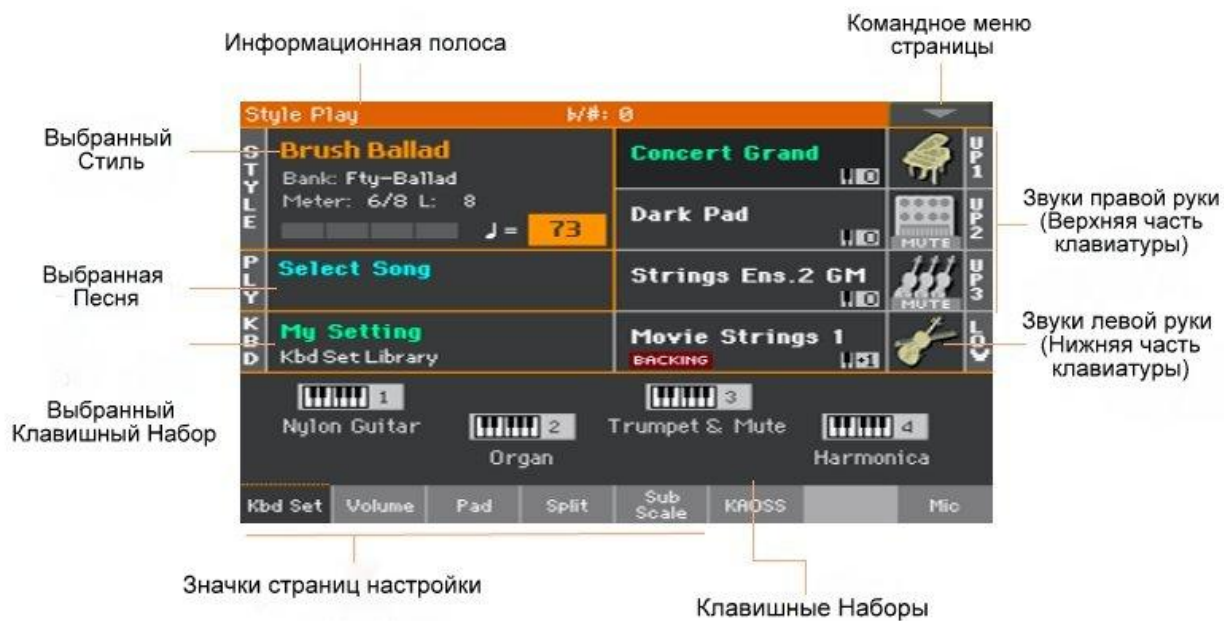 Информационная полоса
Командное меню
страницы
Выбранный
Стиль
Выбранная
Песня
Выбранный
Клавишный Набор
Style Play
b/#: 0
STYLE
Brush Ballad
Bank: Fty-Ballad
Meter: 6/8 L: 8
♩ = 73
PLY
Select Song
KBD
My Setting
Kbd Set Library
Concert Grand
0
UP1
Dark Pad
0
MUTE
UP2
Strings Ens.2 GM
0
MUTE
UP3
Movie Strings 1
BACKING
+1
LOW
Звуки правой руки
(Верхняя часть
клавиатуры)
Звуки левой руки
(Нижняя часть
клавиатуры)
1
Nylon Guitar
2
Organ
3
Trumpet & Mute
4
Harmonica
Kbd Set
Volume
Pad
Split
Sub
Scale
KAOSS
Mic
Значки страниц настройки
Клавишные Наборы